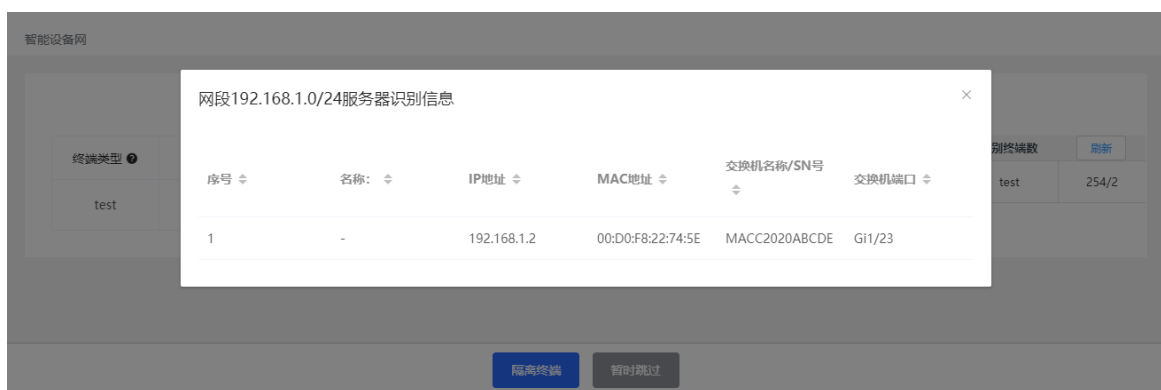 智能设备网
网段192.168.1.0/24服务器识别信息
终端类型
别终端数
刷新
序号
名称：
IP地址
MAC地址
交换机名称/SN号
交换机端口
test
test
254/2
1
-
192.168.1.2
00:D0:F8:22:74:5E
MACC2020ABCDE
Gi1/23
隔离终端
暂时跳过